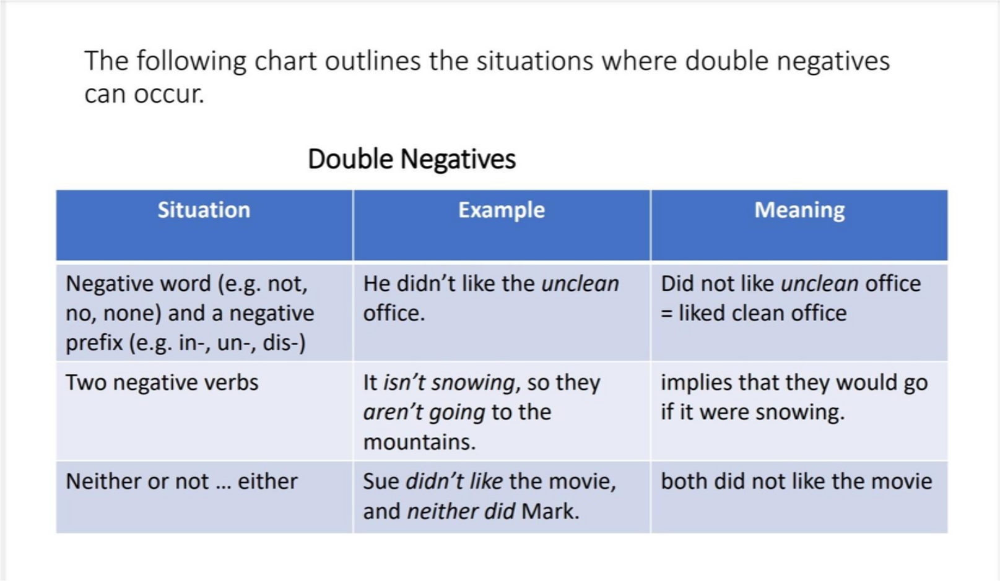 The following chart outlines the situations where double negatives
can occur.
Double Negatives
Situation
Example
Meaning
Negative word (e.g. not,
no, none) and a negative
prefix (e.g. in-, un-, dis-)
He didn’t like the unclean
office.
Did not like unclean office
= liked clean office
Two negative verbs
It isn’t snowing, so they
aren’t going to the
mountains.
implies that they would go
if it were snowing.
Neither or not ... either
Sue didn’t like the movie,
and neither did Mark.
both did not like the movie